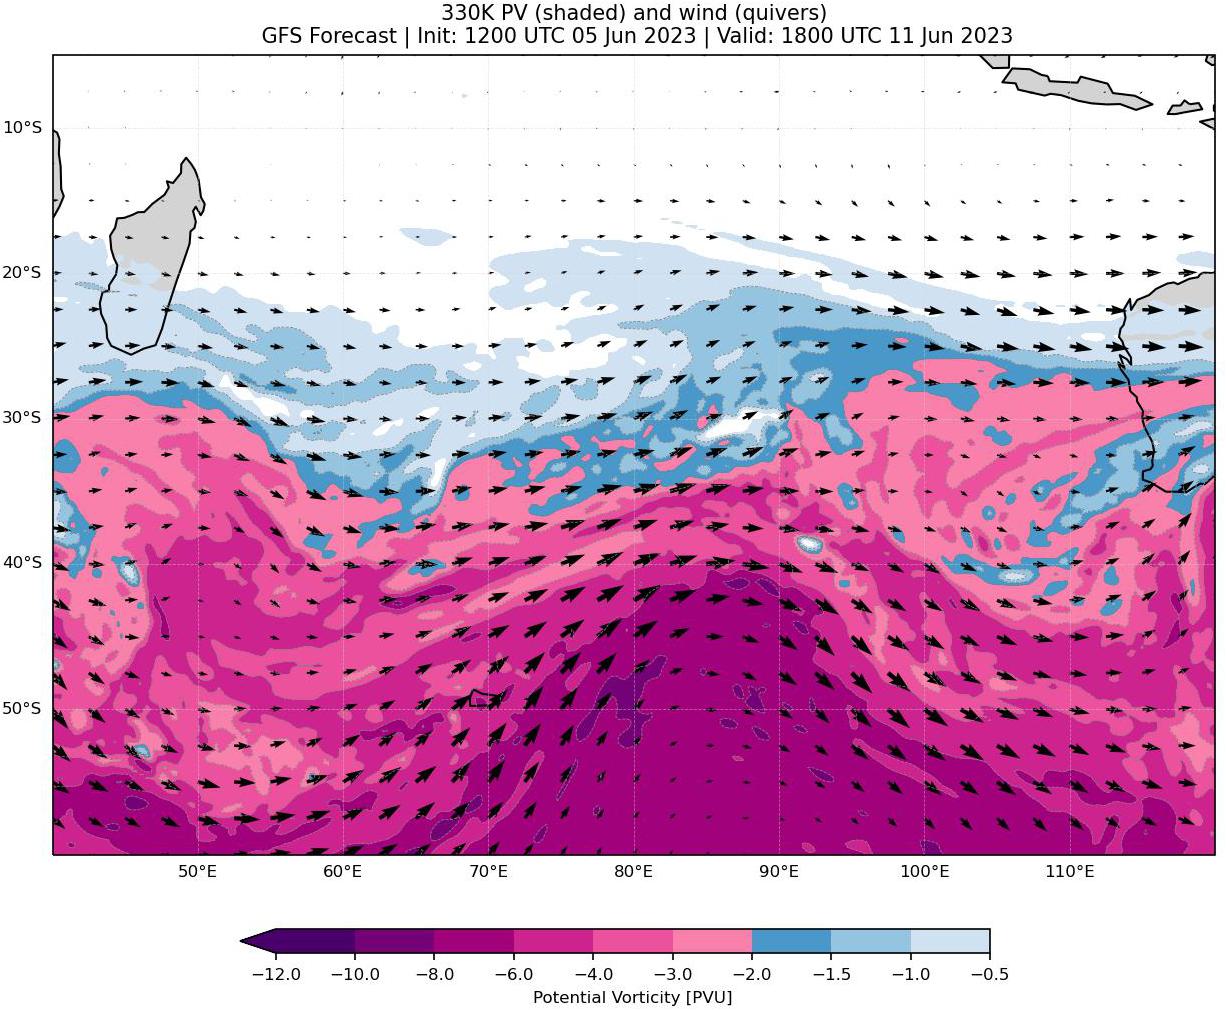 330K PV (shaded) and wind (quivers)
GFS Forecast | Init: 1200 UTC 05 Jun 2023 | Valid: 1800 UTC 11 Jun 2023
10°S
20°S
30°S
40°S
50°S
50°E 60°E 70°E 80°E 90°E 100°E 110°E
−12.0 −10.0 −8.0 −6.0 −4.0 −3.0 −2.0 −1.5 −1.0 −0.5
Potential Vorticity [PVU]